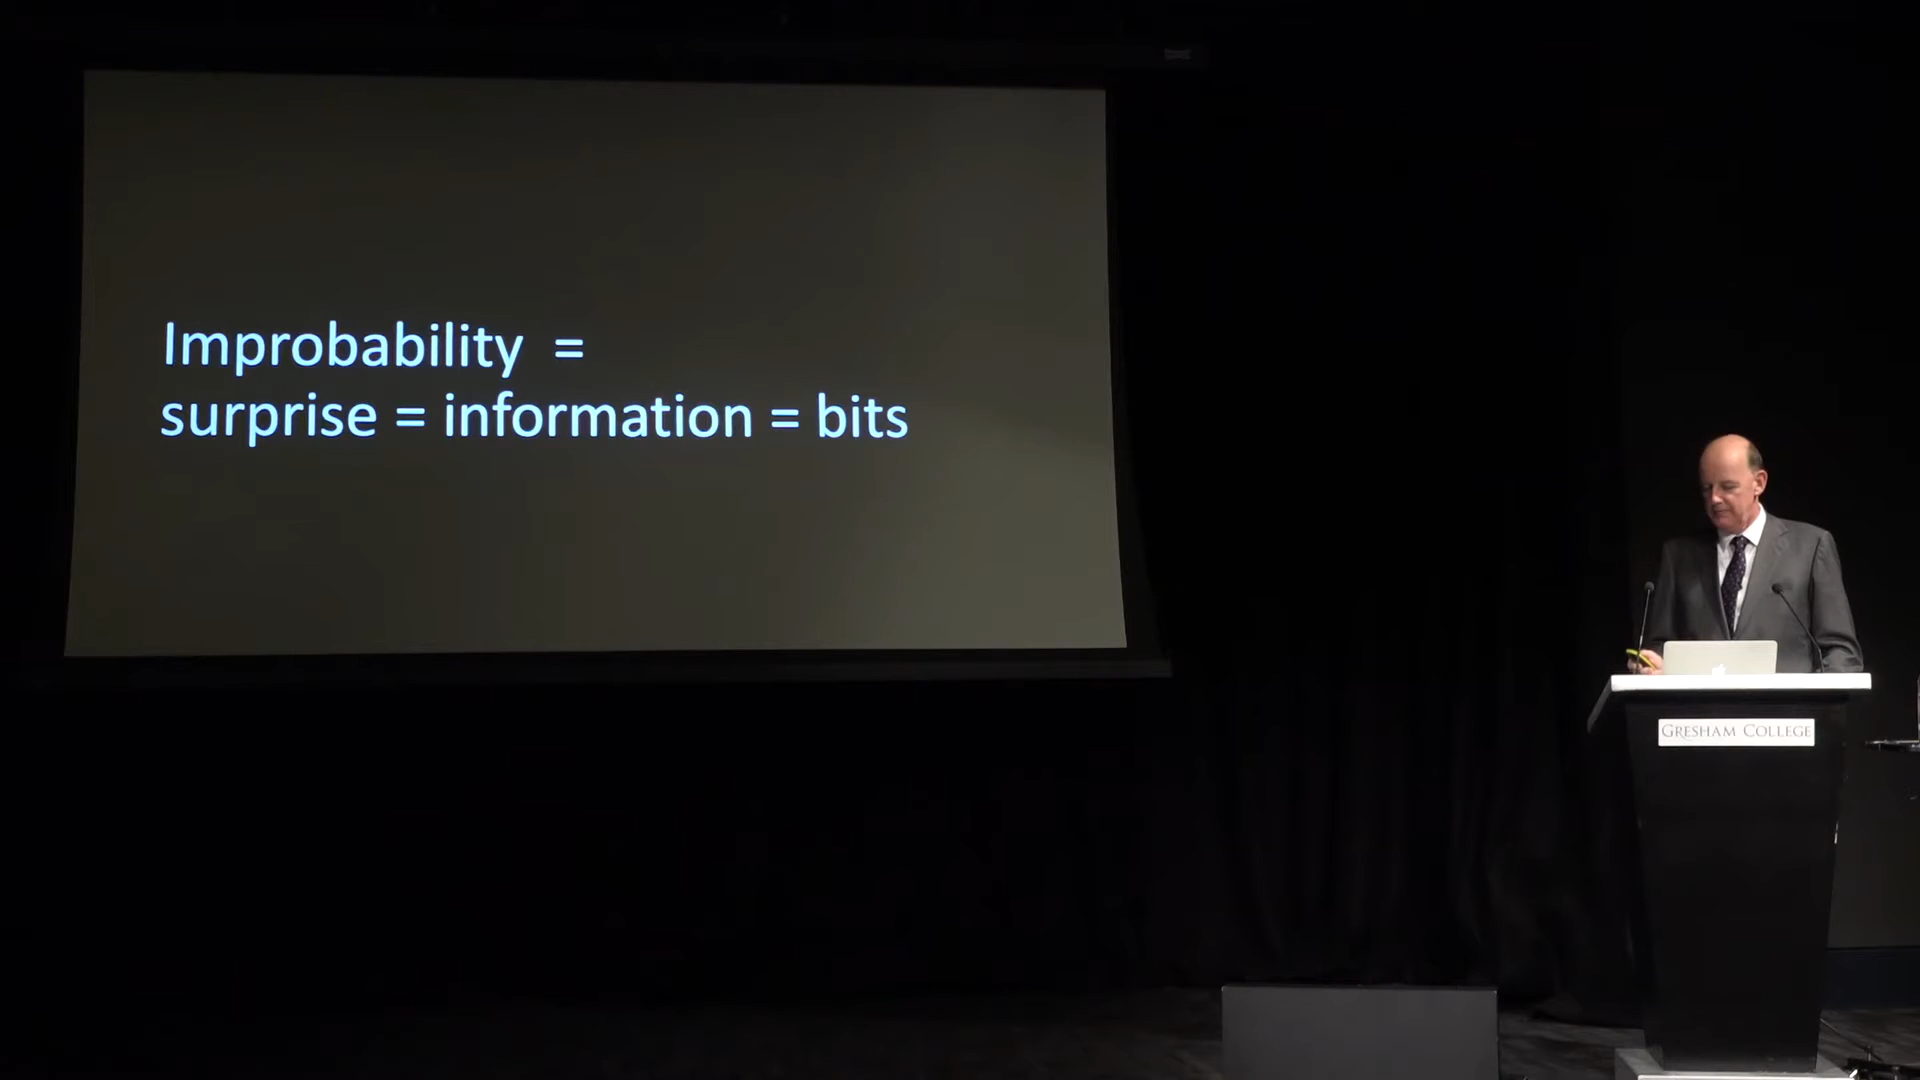 Improbability =
surprise = information = bits
GRESHAM COLLEGE